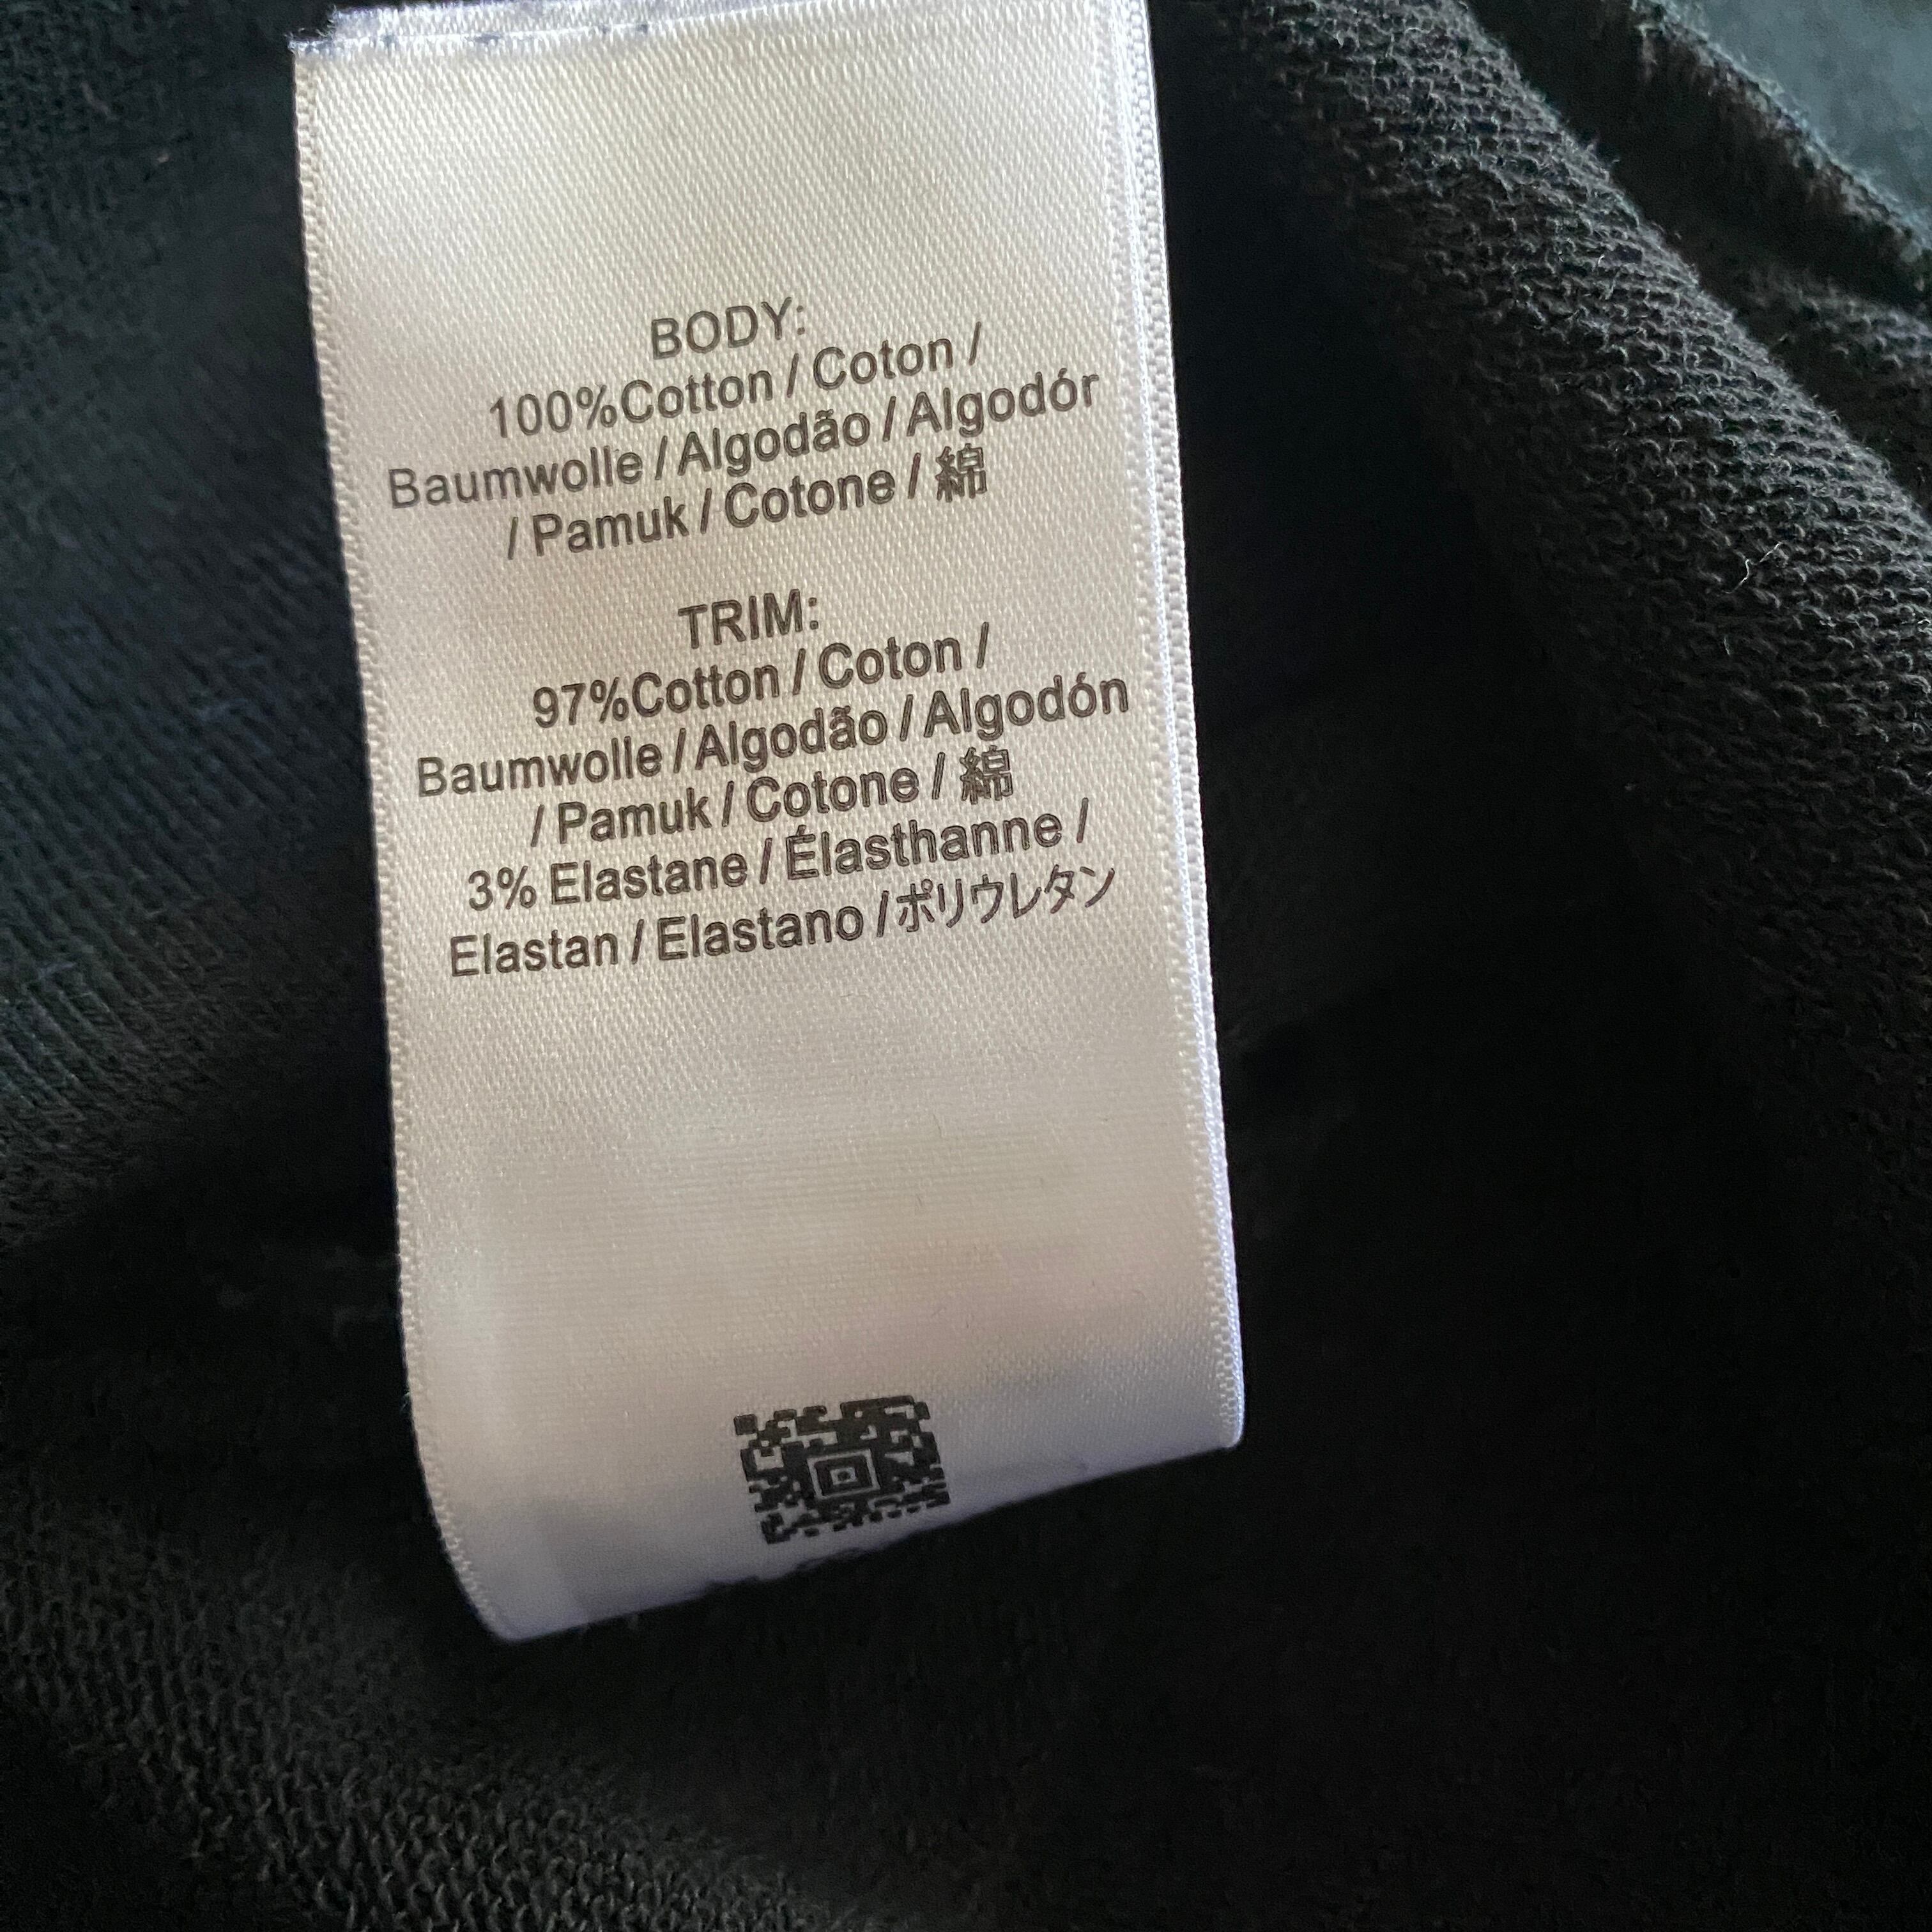 BODY:
100%Cotton / Coton /
Baumwolle / Algodão / Algodór
/ Pamuk / Cotone / 綿
TRIM:
97%Cotton / Coton /
Baumwolle / Algodão / Algodón
/ Pamuk / Cotone / 綿
3% Elastane / Élasthanne /
Elastan / Elastano /ポリウレタン